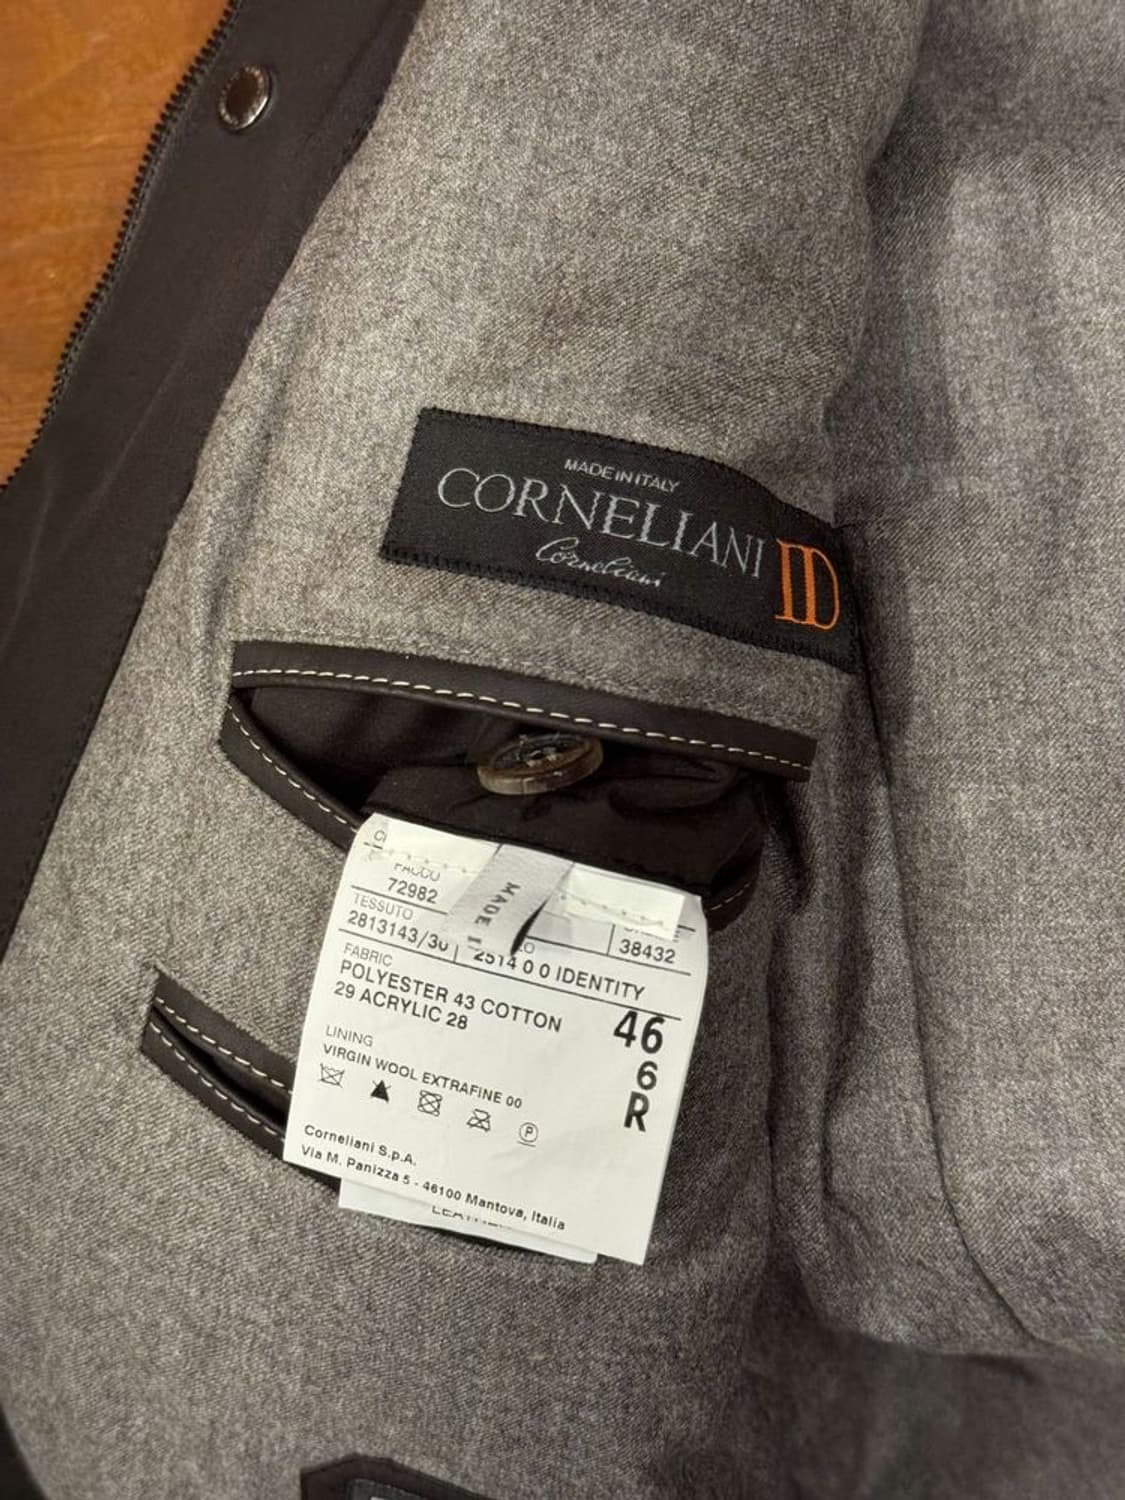 MADE IN ITALY
CORNELIANI ID
Corneliani
PACCO
72982
MADE
TESSUTO
2813143/30
38432
2514 0 0 IDENTITY
FABRIC
POLYESTER 43 COTTON
29 ACRYLIC 28
46
6
R
LINING
VIRGIN WOOL EXTRAFINE 00
P
Corneliani S.p.A.
Via M. Panizza 5 - 46100 Mantova, Italia